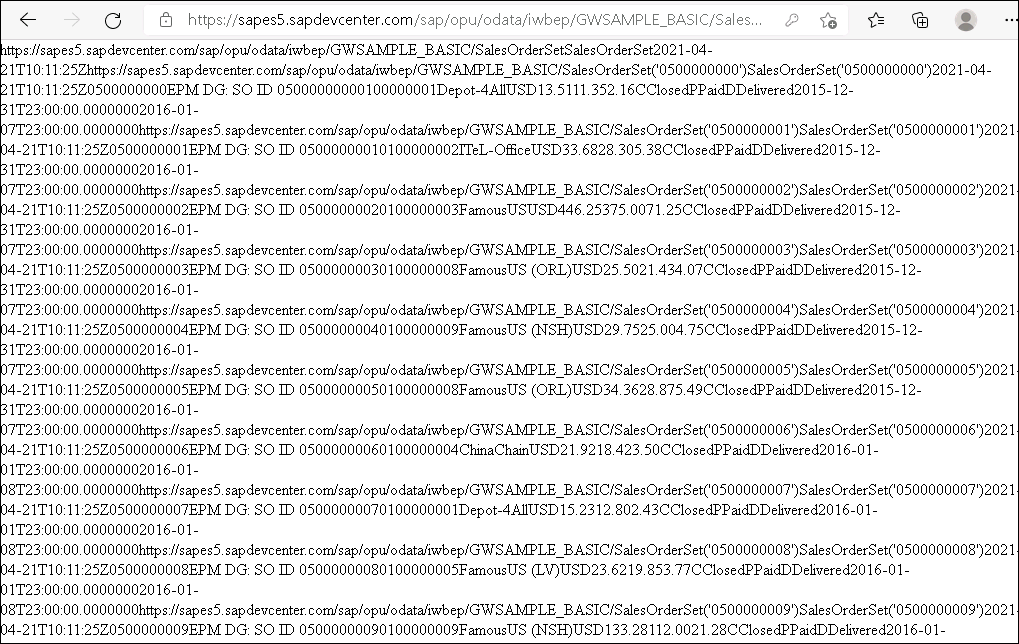 https://sapes5.sapdevcenter.com/sap/opu/odata/iwbep/GWSAMPLE_BASIC/Sales...
https://sapes5.sapdevcenter.com/sap/opu/odata/iwbep/GWSAMPLE_BASIC/SalesOrderSetSalesOrderSet2021-04-
21T10:11:25Zhttps://sapes5.sapdevcenter.com/sap/opu/odata/iwbep/GWSAMPLE_BASIC/SalesOrderSet('0500000000')SalesOrderSet('0500000000')2021-04-
21T10:11:25Z0500000000EPM DG: SO ID 05000000000100000001Depot-4AllUSD13.5111.352.16CClosedPPaidDDelivered2015-12-
31T23:00:00.00000002016-01-
07T23:00:00.0000000https://sapes5.sapdevcenter.com/sap/opu/odata/iwbep/GWSAMPLE_BASIC/SalesOrderSet('0500000001')SalesOrderSet('0500000001')2021-
04-21T10:11:25Z0500000001EPM DG: SO ID 05000000010100000002ITeL-OfficeUSD33.6828.305.38CClosedPPaidDDelivered2015-12-
31T23:00:00.00000002016-01-
07T23:00:00.0000000https://sapes5.sapdevcenter.com/sap/opu/odata/iwbep/GWSAMPLE_BASIC/SalesOrderSet('0500000002')SalesOrderSet('0500000002')2021-
04-21T10:11:25Z0500000002EPM DG: SO ID 05000000020100000003FamousUSUSD446.25375.0071.25CClosedPPaidDDelivered2015-12-
31T23:00:00.00000002016-01-
07T23:00:00.0000000https://sapes5.sapdevcenter.com/sap/opu/odata/iwbep/GWSAMPLE_BASIC/SalesOrderSet('0500000003')SalesOrderSet('0500000003')2021-
04-21T10:11:25Z0500000003EPM DG: SO ID 05000000030100000008FamousUS (ORL)USD25.5021.434.07CClosedPPaidDDelivered2015-12-
31T23:00:00.00000002016-01-
07T23:00:00.0000000https://sapes5.sapdevcenter.com/sap/opu/odata/iwbep/GWSAMPLE_BASIC/SalesOrderSet('0500000004')SalesOrderSet('0500000004')2021-
04-21T10:11:25Z0500000004EPM DG: SO ID 05000000040100000009FamousUS (NSH)USD29.7525.004.75CClosedPPaidDDelivered2015-12-
31T23:00:00.00000002016-01-
07T23:00:00.0000000https://sapes5.sapdevcenter.com/sap/opu/odata/iwbep/GWSAMPLE_BASIC/SalesOrderSet('0500000005')SalesOrderSet('0500000005')2021-
04-21T10:11:25Z0500000005EPM DG: SO ID 05000000050100000008FamousUS (ORL)USD34.3628.875.49CClosedPPaidDDelivered2015-12-
31T23:00:00.00000002016-01-
07T23:00:00.0000000https://sapes5.sapdevcenter.com/sap/opu/odata/iwbep/GWSAMPLE_BASIC/SalesOrderSet('0500000006')SalesOrderSet('0500000006')2021-
04-21T10:11:25Z0500000006EPM DG: SO ID 05000000060100000004ChinaChainUSD21.9218.423.50CClosedPPaidDDelivered2016-01-
01T23:00:00.00000002016-01-
08T23:00:00.0000000https://sapes5.sapdevcenter.com/sap/opu/odata/iwbep/GWSAMPLE_BASIC/SalesOrderSet('0500000007')SalesOrderSet('0500000007')2021-
04-21T10:11:25Z0500000007EPM DG: SO ID 05000000070100000001Depot-4AllUSD15.2312.802.43CClosedPPaidDDelivered2016-01-
01T23:00:00.00000002016-01-
08T23:00:00.0000000https://sapes5.sapdevcenter.com/sap/opu/odata/iwbep/GWSAMPLE_BASIC/SalesOrderSet('0500000008')SalesOrderSet('0500000008')2021-
04-21T10:11:25Z0500000008EPM DG: SO ID 05000000080100000005FamousUS (LV)USD23.6219.853.77CClosedPPaidDDelivered2016-01-
01T23:00:00.00000002016-01-
08T23:00:00.0000000https://sapes5.sapdevcenter.com/sap/opu/odata/iwbep/GWSAMPLE_BASIC/SalesOrderSet('0500000009')SalesOrderSet('0500000009')2021-
04-21T10:11:25Z0500000009EPM DG: SO ID 05000000090100000009FamousUS (NSH)USD133.28112.0021.28CClosedPPaidDDelivered2016-01-